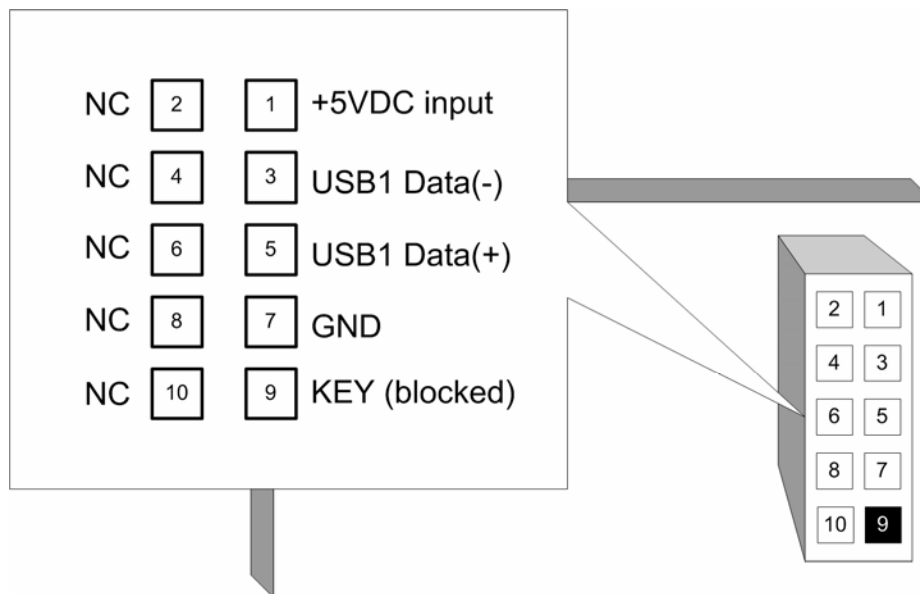 NC 2 1 +5VDC input
NC 4 3 USB1 Data(-)
NC 6 5 USB1 Data(+)
NC 8 7 GND
NC 10 9 KEY (blocked)
2 1
4 3
6 5
8 7
10 9